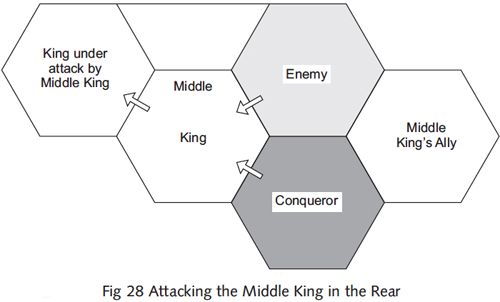 King under
attack by
Middle King
Middle
King
Enemy
Middle
King's Ally
Conqueror
Fig 28 Attacking the Middle King in the Rear